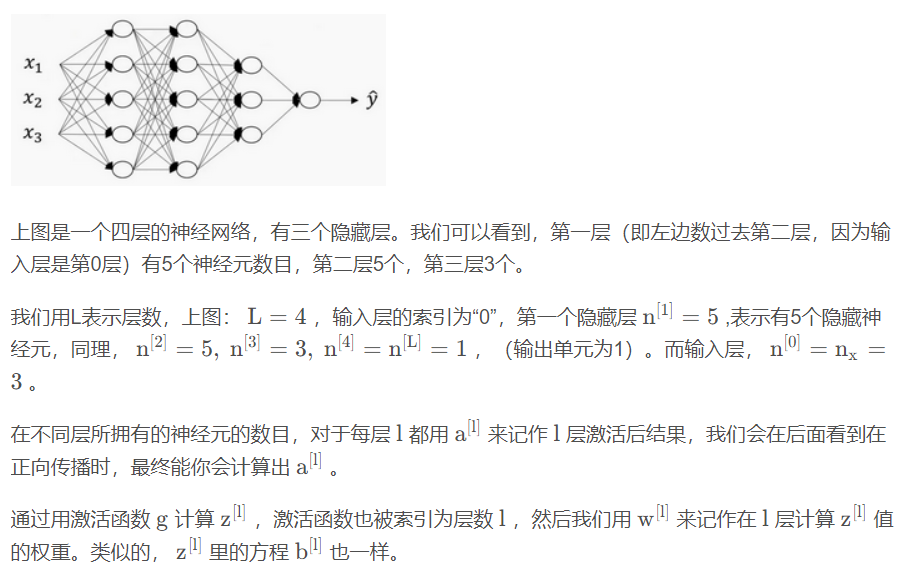 x₁
x₂
x₃
ŷ
上图是一个四层的神经网络，有三个隐藏层。我们可以看到，第一层（即左边数过去第二层，因为输
入层是第0层）有5个神经元数目，第二层5个，第三层3个。
我们用L表示层数，上图： L = 4 ，输入层的索引为“0”，第一个隐藏层 n^[1] = 5 ,表示有5个隐藏神
经元，同理， n^[2] = 5, n^[3] = 3, n^[4] = n^[L] = 1 ，（输出单元为1）。而输入层， n^[0] = n_x =
3 。
在不同层所拥有的神经元的数目，对于每层 l 都用 a^[l] 来记作 l 层激活后结果，我们会在后面看到在
正向传播时，最终能你会计算出 a^[l] 。
通过用激活函数 g 计算 z^[l] ，激活函数也被索引为层数 l ，然后我们用 w^[l] 来记作在 l 层计算 z^[l] 值
的权重。类似的， z^[l] 里的方程 b^[l] 也一样。